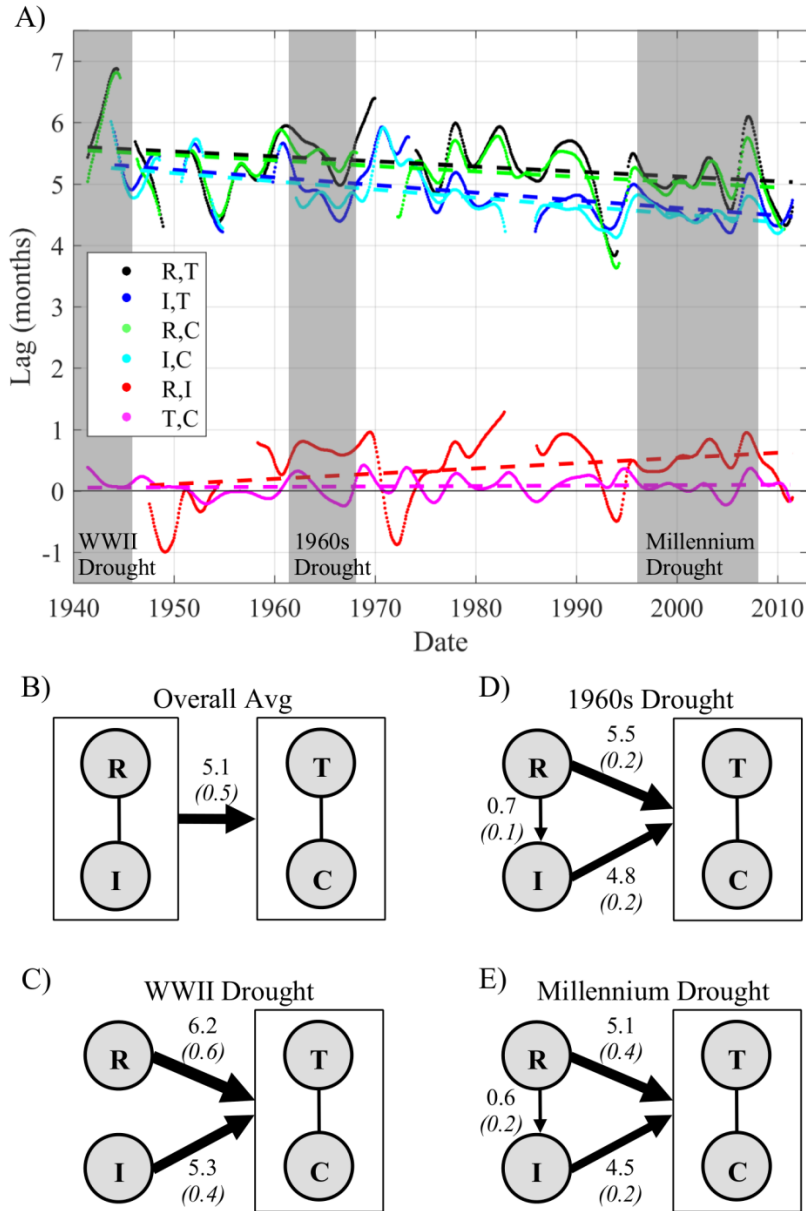 A)
7
6
5
4
3
2
1
0
-1
Lag (months)
R,T
I,T
R,C
I,C
R,I
T,C
WWII
Drought
1960s
Drought
Millennium
Drought
1940 1950 1960 1970 1980 1990 2000 2010
Date
B)
Overall Avg
R
I
5.1
(0.5)
T
C
D)
1960s Drought
R
I
0.7
(0.1)
5.5
(0.2)
4.8
(0.2)
T
C
C)
WWII Drought
R
I
6.2
(0.6)
5.3
(0.4)
T
C
E)
Millennium Drought
R
I
0.6
(0.2)
5.1
(0.4)
4.5
(0.2)
T
C